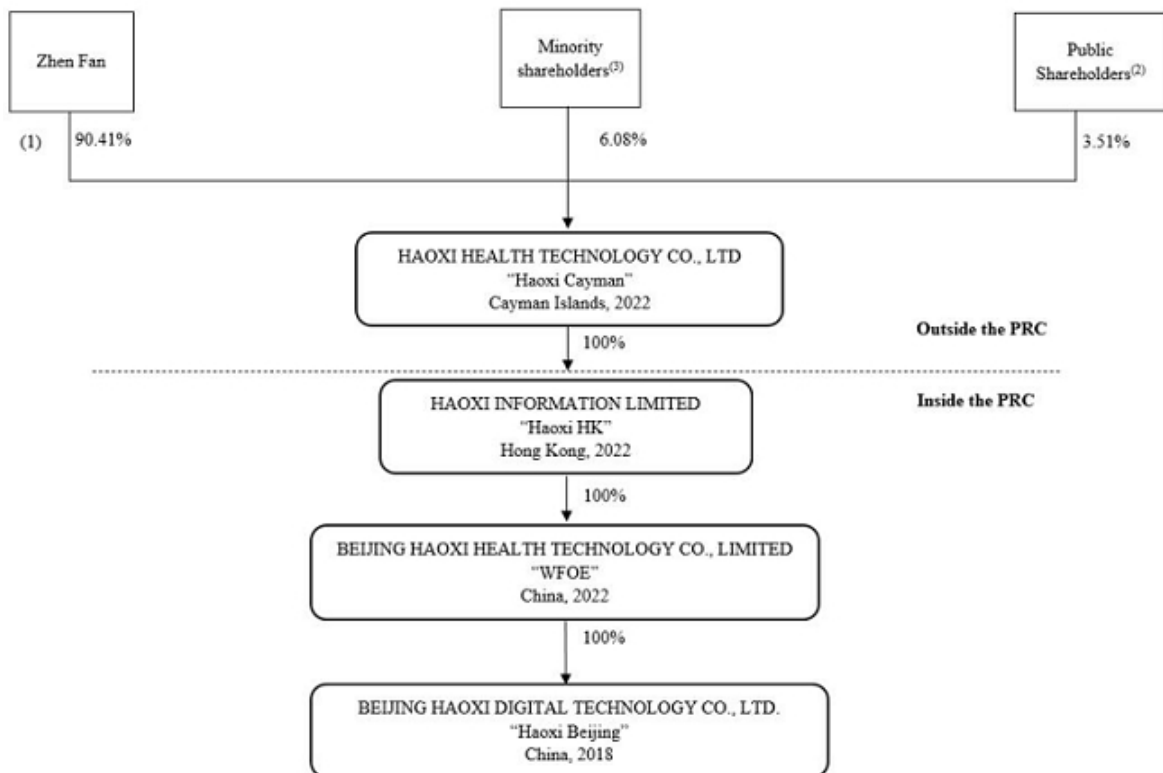 Zhen Fan
Minority
shareholders(3)
Public
Shareholders(2)
(1)
90.41%
6.08%
3.51%
HAOXI HEALTH TECHNOLOGY CO., LTD
“Haoxi Cayman”
Cayman Islands, 2022
Outside the PRC
100%
Inside the PRC
HAOXI INFORMATION LIMITED
“Haoxi HK”
Hong Kong, 2022
100%
BEIJING HAOXI HEALTH TECHNOLOGY CO., LIMITED
“WFOE”
China, 2022
100%
BEIJING HAOXI DIGITAL TECHNOLOGY CO., LTD.
“Haoxi Beijing”
China, 2018